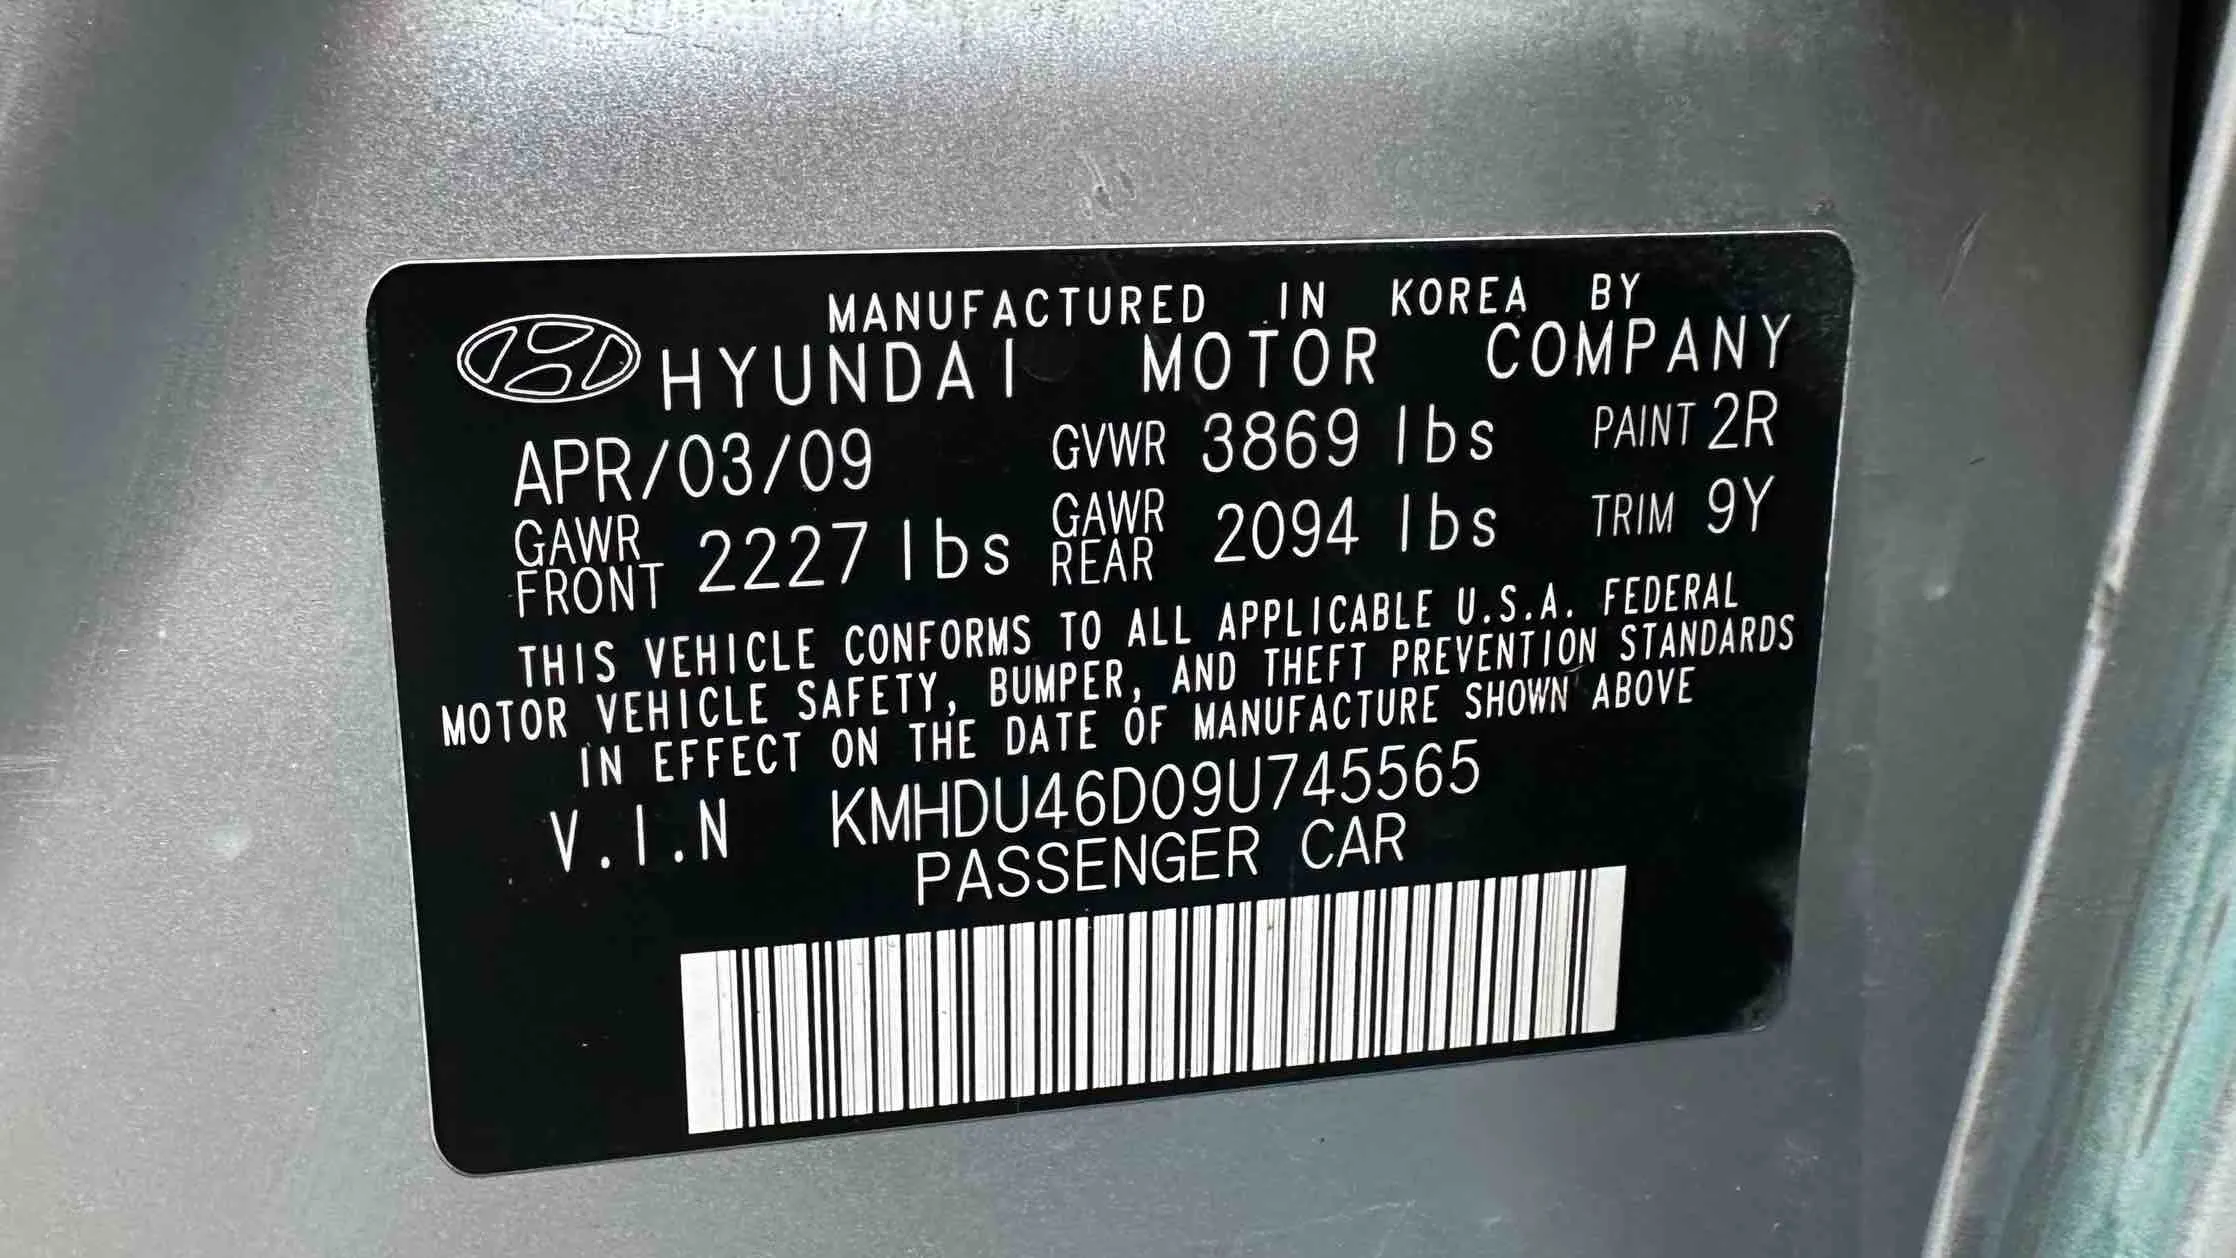 MANUFACTURED IN KOREA BY
HYUNDAI MOTOR COMPANY
APR/03/09 GVWR 3869 lbs PAINT 2R
GAWR FRONT 2227 lbs GAWR REAR 2094 lbs TRIM 9Y
THIS VEHICLE CONFORMS TO ALL APPLICABLE U.S.A. FEDERAL
MOTOR VEHICLE SAFETY, BUMPER, AND THEFT PREVENTION STANDARDS
IN EFFECT ON THE DATE OF MANUFACTURE SHOWN ABOVE
V.I.N KMHDU46D09U745565
PASSENGER CAR